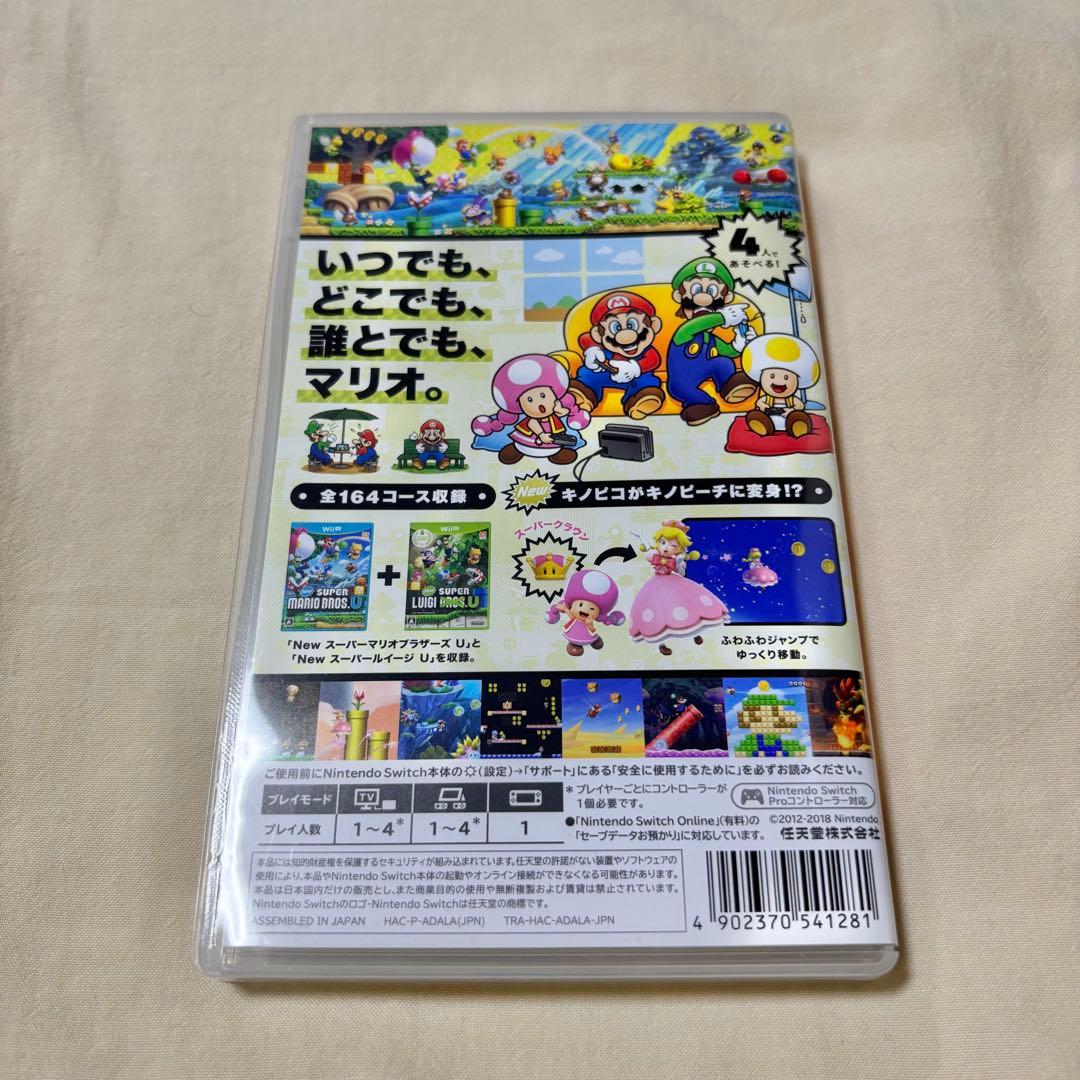 4人で
あそべる!
いつでも、
どこでも、
誰とでも、
マリオ。
全164コース収録
New キノピコがキノピーチに変身!?
スーパークラウン
Wii U
New SUPER
MARIO BROS. U
+
Wii U
New SUPER
LUIGI BROS. U
「New スーパーマリオブラザーズ U」と
「New スーパールイージ U」を収録。
ふわふわジャンプで
ゆっくり移動。
ご使用前にNintendo Switch本体の(設定)→「サポート」にある「安全に使用するために」を必ずお読みください。
プレイモード TV
プレイ人数 1～4* 1～4* 1
*プレイヤーごとにコントローラーが
1個必要です。
●「Nintendo Switch Online」(有料)の
「セーブデータお預かり」に対応しています。
Nintendo Switch
Proコントローラー対応
©2012-2018 Nintendo
任天堂株式会社
本品には知的財産権を保護するセキュリティが組み込まれています。任天堂の許諾がない装置やソフトウェアの
使用により、本品やNintendo Switch本体の起動やオンライン接続ができなくなる可能性があります。
本品は日本国内だけの販売とし、また商業目的の使用や無断複製および賃貸は禁止されています。
Nintendo Switchのロゴ・Nintendo Switchは任天堂の商標です。
ASSEMBLED IN JAPAN HAC-P-ADALA(JPN) TRA-HAC-ADALA-JPN
4 902370 541281